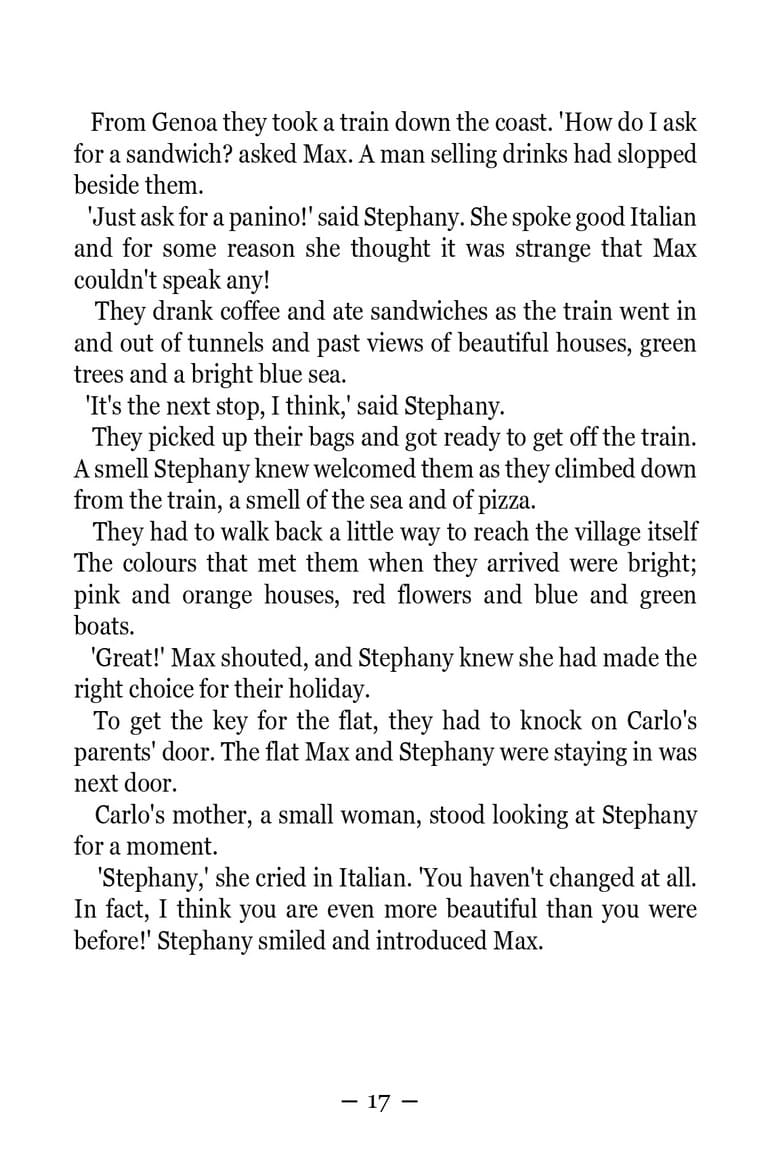 From Genoa they took a train down the coast. 'How do I ask
for a sandwich? asked Max. A man selling drinks had slopped
beside them.
'Just ask for a panino!' said Stephany. She spoke good Italian
and for some reason she thought it was strange that Max
couldn't speak any!
They drank coffee and ate sandwiches as the train went in
and out of tunnels and past views of beautiful houses, green
trees and a bright blue sea.
'It's the next stop, I think,' said Stephany.
They picked up their bags and got ready to get off the train.
A smell Stephany knew welcomed them as they climbed down
from the train, a smell of the sea and of pizza.
They had to walk back a little way to reach the village itself
The colours that met them when they arrived were bright;
pink and orange houses, red flowers and blue and green
boats.
'Great!' Max shouted, and Stephany knew she had made the
right choice for their holiday.
To get the key for the flat, they had to knock on Carlo's
parents' door. The flat Max and Stephany were staying in was
next door.
Carlo's mother, a small woman, stood looking at Stephany
for a moment.
'Stephany,' she cried in Italian. 'You haven't changed at all.
In fact, I think you are even more beautiful than you were
before!' Stephany smiled and introduced Max.
– 17 –